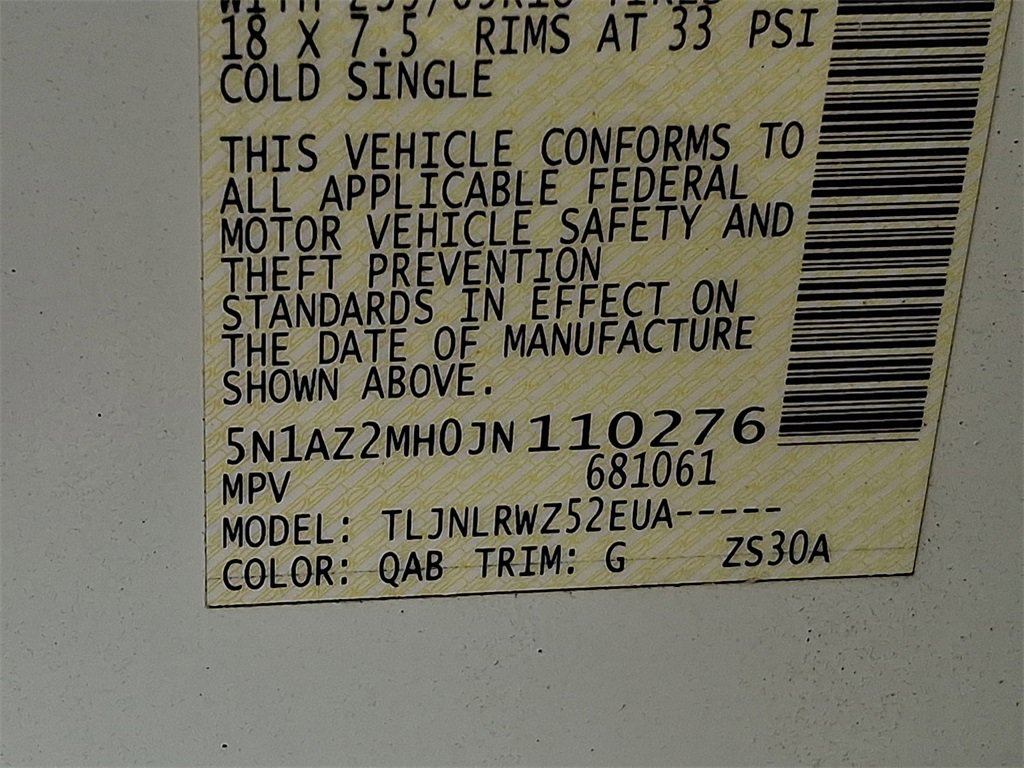 18 X 7.5 RIMS AT 33 PSI
COLD SINGLE
THIS VEHICLE CONFORMS TO
ALL APPLICABLE FEDERAL
MOTOR VEHICLE SAFETY AND
THEFT PREVENTION
STANDARDS IN EFFECT ON
THE DATE OF MANUFACTURE
SHOWN ABOVE.
5N1AZ2MH0JN110276
MPV 681061
MODEL: TLJNLRWZ52EUA-----
COLOR: QAB TRIM: G ZS30A